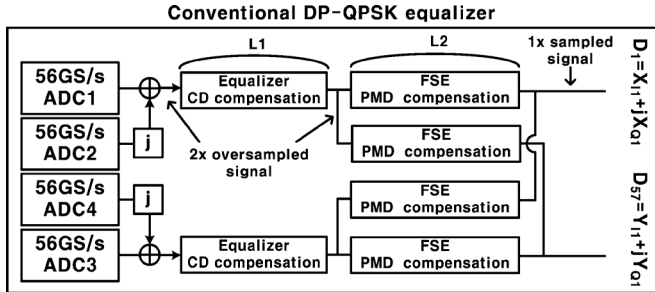 Conventional DP-QPSK equalizer
L1
L2
1x sampled
signal
56GS/s
ADC1
Equalizer
CD compensation
FSE
PMD compensation
56GS/s
ADC2
j
2x oversampled
signal
FSE
PMD compensation
56GS/s
ADC4
j
FSE
PMD compensation
56GS/s
ADC3
Equalizer
CD compensation
FSE
PMD compensation
D1=XI1+jXQ1
D57=YI1+jYQ1